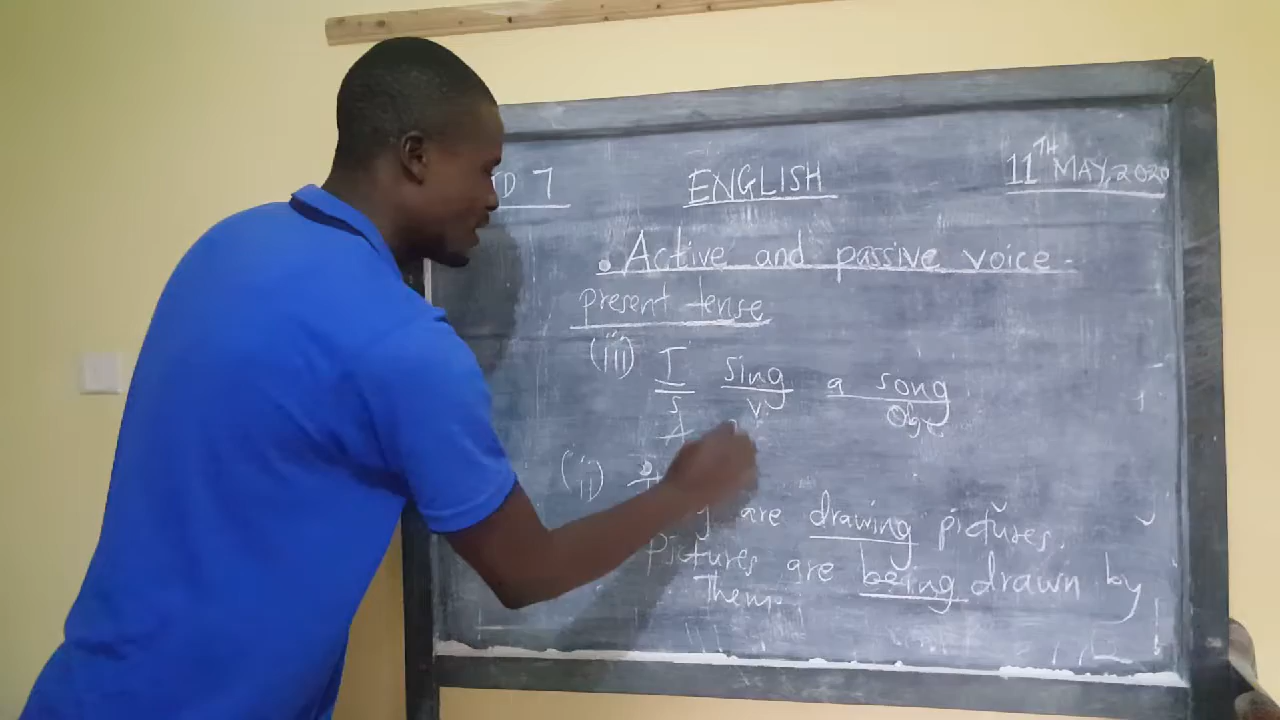 D 7 ENGLISH 11TH MAY, 2020
• Active and passive voice -
present tense
(iii) I sing a song
S V Obj
A
(ii)
are drawing pictures.
Pictures are being drawn by
Them.